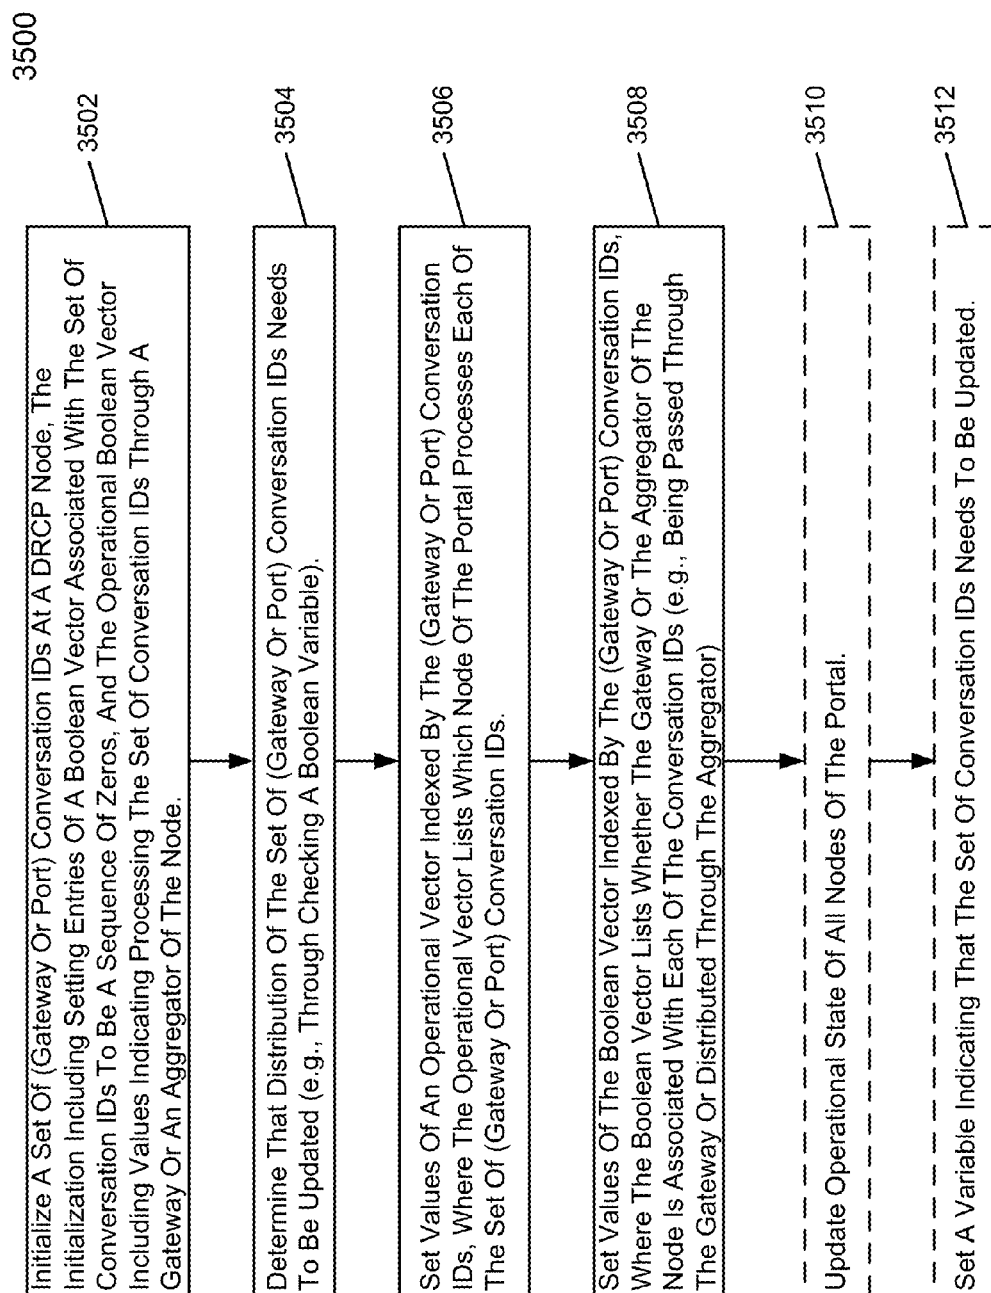 3500
3502
Initialize A Set Of (Gateway Or Port) Conversation IDs At A DRCP Node, The
Initialization Including Setting Entries Of A Boolean Vector Associated With The Set Of
Conversation IDs To Be A Sequence Of Zeros, And The Operational Boolean Vector
Including Values Indicating Processing The Set Of Conversation IDs Through A
Gateway Or An Aggregator Of The Node.
3504
Determine That Distribution Of The Set Of (Gateway Or Port) Conversation IDs Needs
To Be Updated (e.g., Through Checking A Boolean Variable).
3506
Set Values Of An Operational Vector Indexed By The (Gateway Or Port) Conversation
IDs, Where The Operational Vector Lists Which Node Of The Portal Processes Each Of
The Set Of (Gateway Or Port) Conversation IDs.
3508
Set Values Of The Boolean Vector Indexed By The (Gateway Or Port) Conversation IDs,
Where The Boolean Vector Lists Whether The Gateway Or The Aggregator Of The
Node Is Associated With Each Of The Conversation IDs (e.g., Being Passed Through
The Gateway Or Distributed Through The Aggregator)
3510
Update Operational State Of All Nodes Of The Portal.
3512
Set A Variable Indicating That The Set Of Conversation IDs Needs To Be Updated.